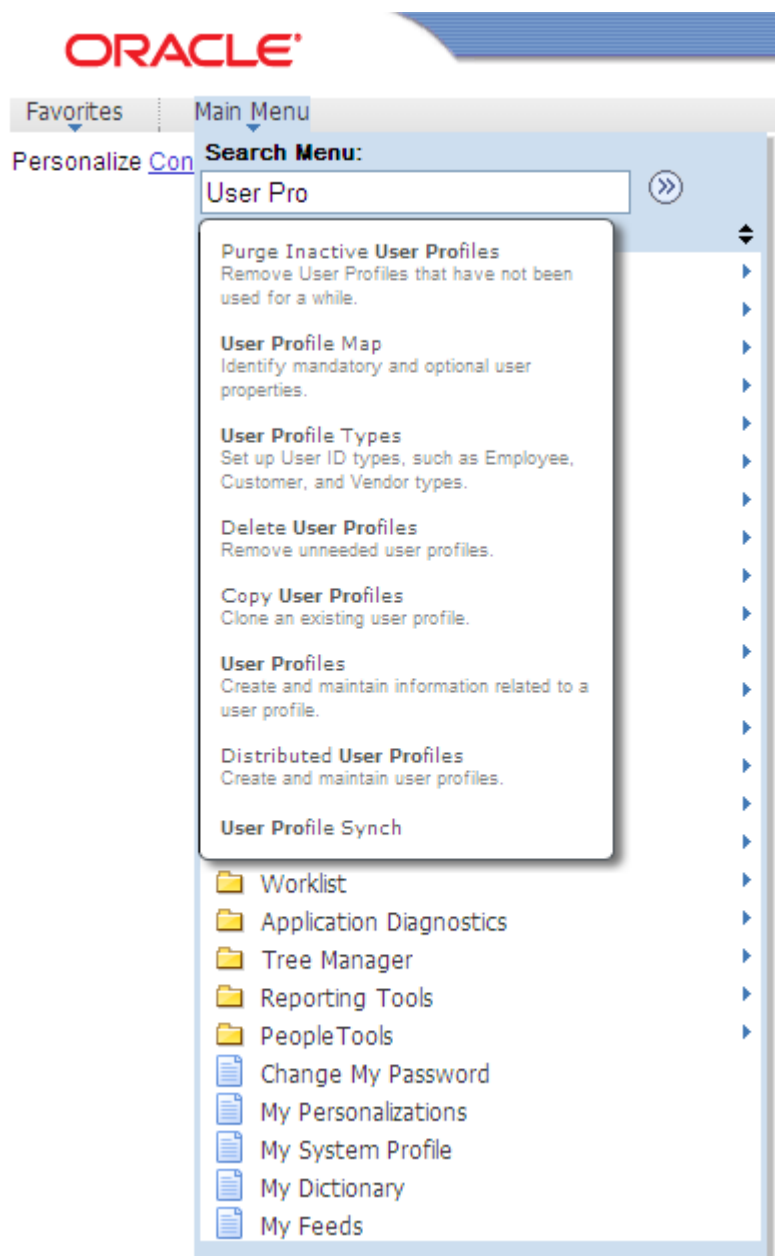 ORACLE
Favorites Main Menu
Personalize Con
Search Menu:
User Pro
Purge Inactive User Profiles
Remove User Profiles that have not been
used for a while.
User Profile Map
Identify mandatory and optional user
properties.
User Profile Types
Set up User ID types, such as Employee,
Customer, and Vendor types.
Delete User Profiles
Remove unneeded user profiles.
Copy User Profiles
Clone an existing user profile.
User Profiles
Create and maintain information related to a
user profile.
Distributed User Profiles
Create and maintain user profiles.
User Profile Synch
Worklist
Application Diagnostics
Tree Manager
Reporting Tools
PeopleTools
Change My Password
My Personalizations
My System Profile
My Dictionary
My Feeds